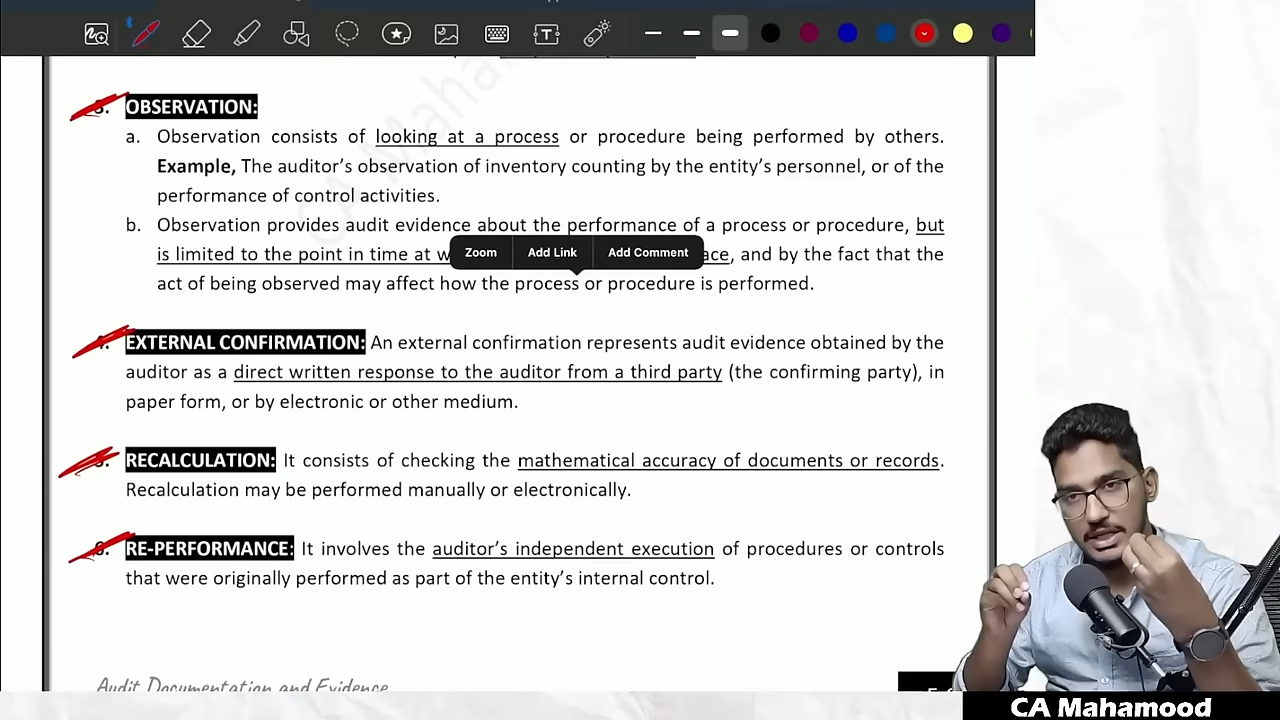 3. OBSERVATION:
a. Observation consists of looking at a process or procedure being performed by others.
Example, The auditor's observation of inventory counting by the entity's personnel, or of the
performance of control activities.
b. Observation provides audit evidence about the performance of a process or procedure, but
is limited to the point in time at
Zoom Add Link Add Comment
, and by the fact that the
act of being observed may affect how the process or procedure is performed.
EXTERNAL CONFIRMATION: An external confirmation represents audit evidence obtained by the
auditor as a direct written response to the auditor from a third party (the confirming party), in
paper form, or by electronic or other medium.
RECALCULATION: It consists of checking the mathematical accuracy of documents or records.
Recalculation may be performed manually or electronically.
RE-PERFORMANCE: It involves the auditor's independent execution of procedures or controls
that were originally performed as part of the entity's internal control.
Audit Documentation and Evidence
CA Mahamood